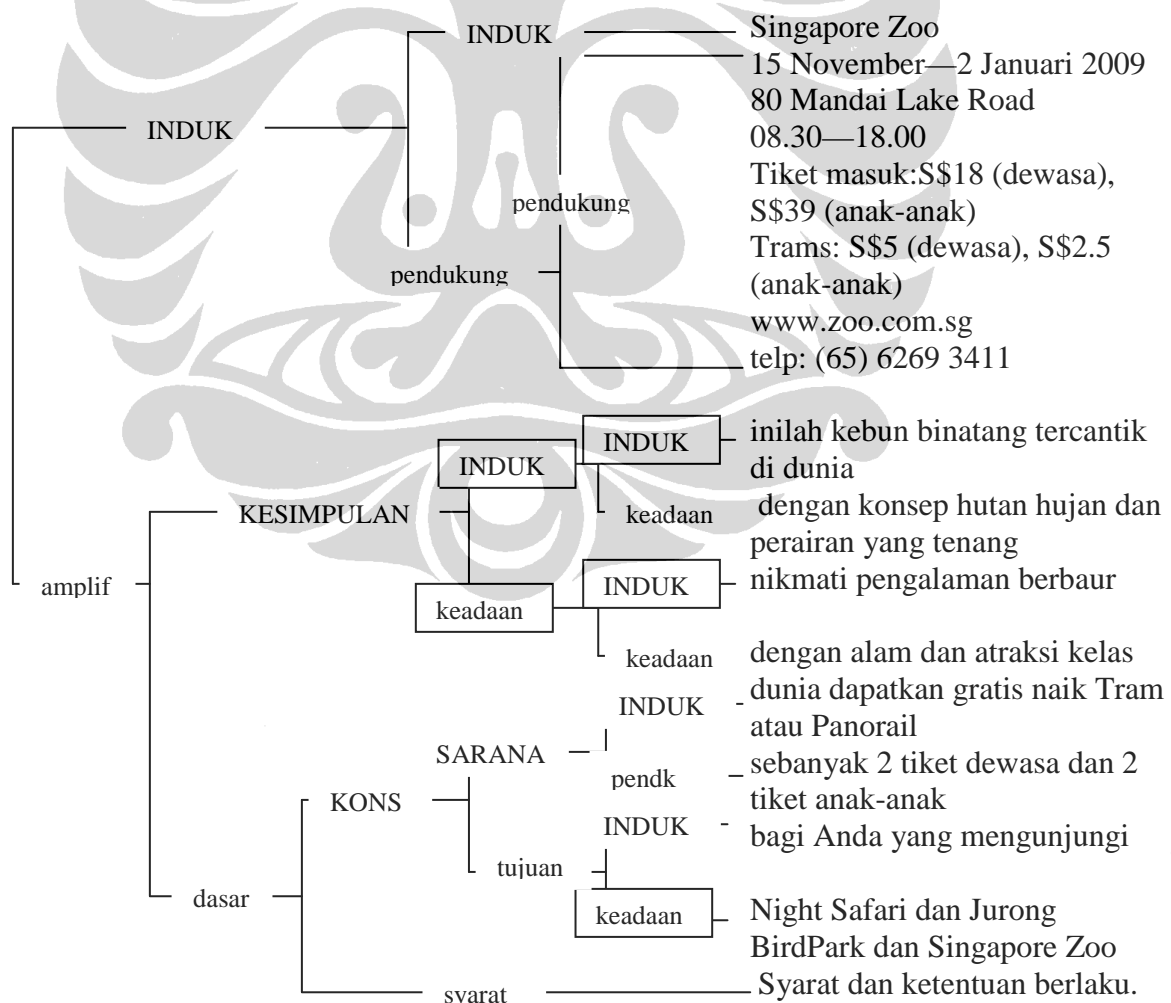 INDUK Singapore Zoo
15 November—2 Januari 2009
80 Mandai Lake Road
INDUK 08.30—18.00
Tiket masuk:S$18 (dewasa),
pendukung S$39 (anak-anak)
Trams: S$5 (dewasa), S$2.5
pendukung (anak-anak)
www.zoo.com.sg
telp: (65) 6269 3411
INDUK inilah kebun binatang tercantik
INDUK di dunia
KESIMPULAN keadaan dengan konsep hutan hujan dan
perairan yang tenang
amplif INDUK nikmati pengalaman berbaur
keadaan
keadaan dengan alam dan atraksi kelas
INDUK dunia dapatkan gratis naik Tram
atau Panorail
SARANA sebanyak 2 tiket dewasa dan 2
pendk tiket anak-anak
KONS INDUK bagi Anda yang mengunjungi
tujuan
dasar keadaan Night Safari dan Jurong
BirdPark dan Singapore Zoo
syarat Syarat dan ketentuan berlaku.